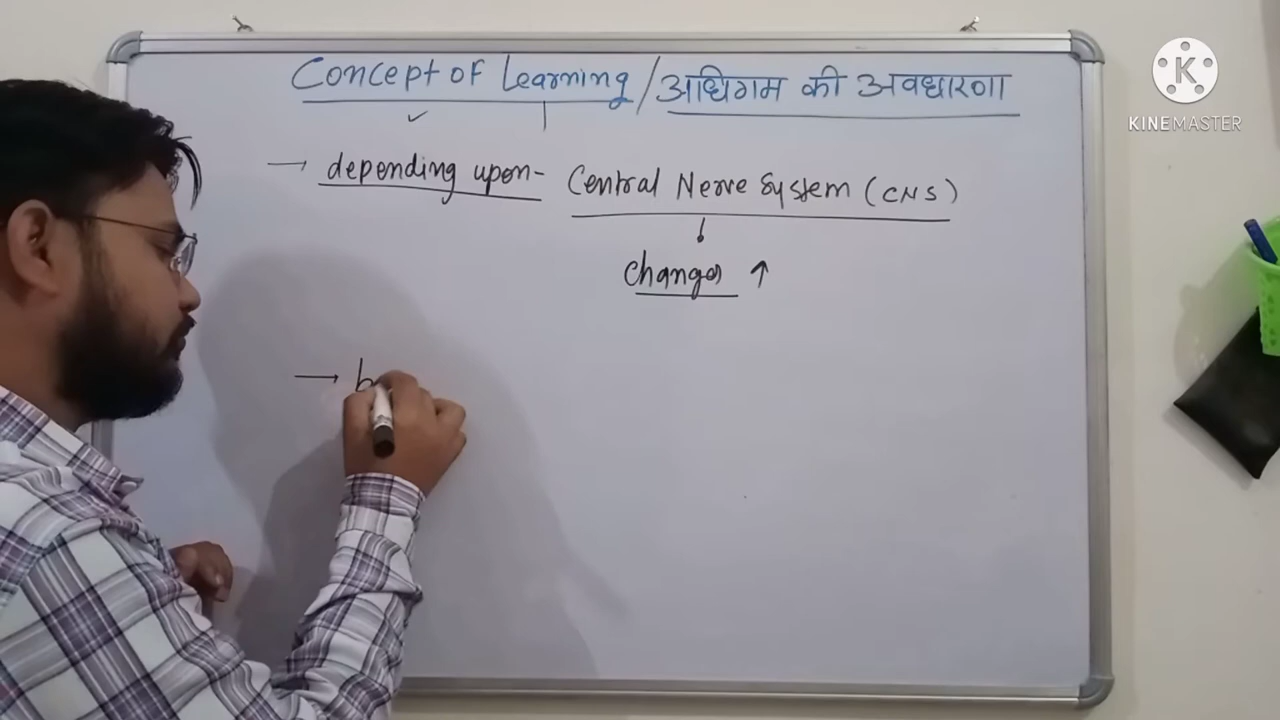 Concept of Learning / अधिगम की अवधारणा
→ depending upon- Central Nerve System (CNS)
Changes ↑
→ b
K
KINEMASTER